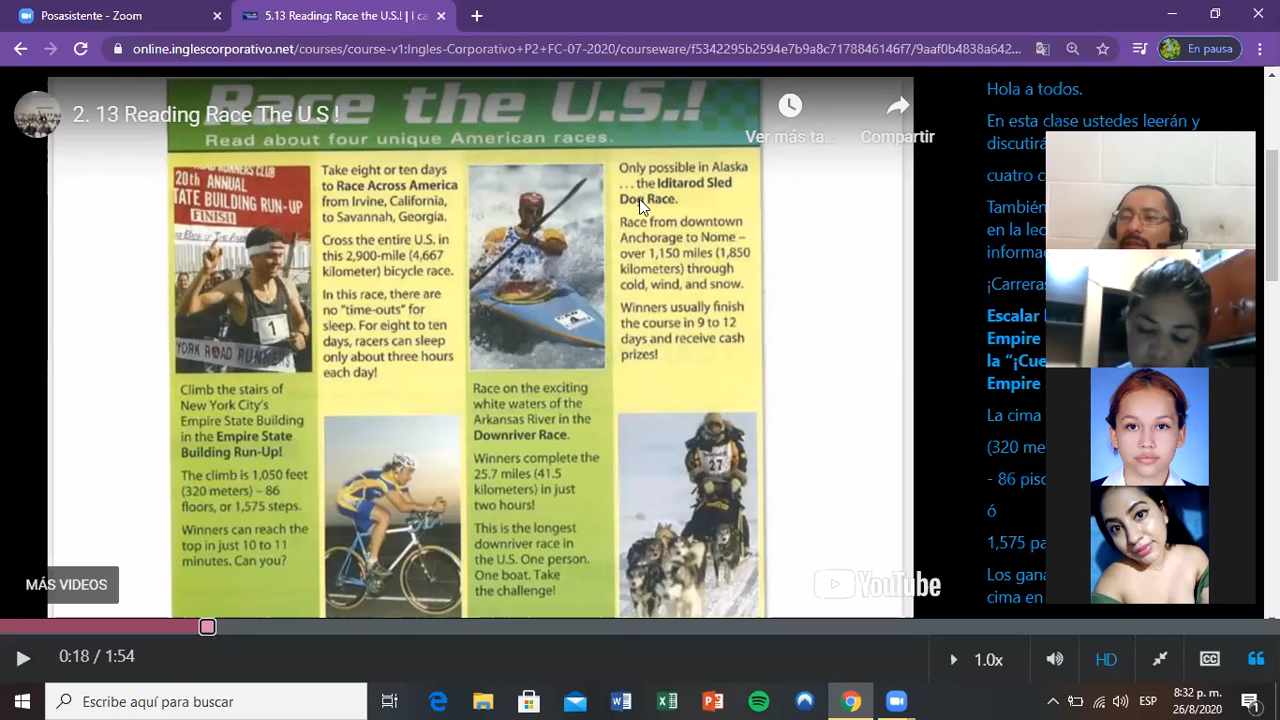 Posasistente - Zoom
5.13 Reading: Race the U.S.! | I ca
online.inglescorporativo.net/courses/course-v1:Ingles-Corporativo+P2+FC-07-2020/courseware/f5342295b2594e7b9a8c7178846146f7/9aaf0b4838a642...
En pausa
2. 13 Reading Race The U S !
Ver más ta...
Compartir
Race the U.S.!
Read about four unique American races.
ROAD RUNNERS CLUB
20th ANNUAL
STATE BUILDING RUN-UP
FINISH
1
YORK ROAD RUNNERS
Climb the stairs of
New York City's
Empire State Building
in the Empire State
Building Run-Up!
The climb is 1,050 feet
(320 meters) – 86
floors, or 1,575 steps.
Winners can reach the
top in just 10 to 11
minutes. Can you?
Take eight or ten days
to Race Across America
from Irvine, California,
to Savannah, Georgia.
Cross the entire U.S. in
this 2,900-mile (4,667
kilometer) bicycle race.
In this race, there are
no "time-outs" for
sleep. For eight to ten
days, racers can sleep
only about three hours
each day!
Race on the exciting
white waters of the
Arkansas River in the
Downriver Race.
Winners complete the
25.7 miles (41.5
kilometers) in just
two hours!
This is the longest
downriver race in
the U.S. One person.
One boat. Take
the challenge!
Only possible in Alaska
. . . the Iditarod Sled
Dog Race.
Race from downtown
Anchorage to Nome –
over 1,150 miles (1,850
kilometers) through
cold, wind, and snow.
Winners usually finish
the course in 9 to 12
days and receive cash
prizes!
27
MÁS VIDEOS
YouTube
Hola a todos.
En esta clase ustedes leerán y
discutirá
cuatro c
Tambié
en la lec
informac
¡Carreras
Escalar l
Empire
la "¡Cue
Empire
La cima
(320 me
- 86 piso
ó
1,575 pa
Los gana
cima en
0:18 / 1:54
1.0x
HD
Escribe aquí para buscar
ESP
8:32 p. m.
26/8/2020
1